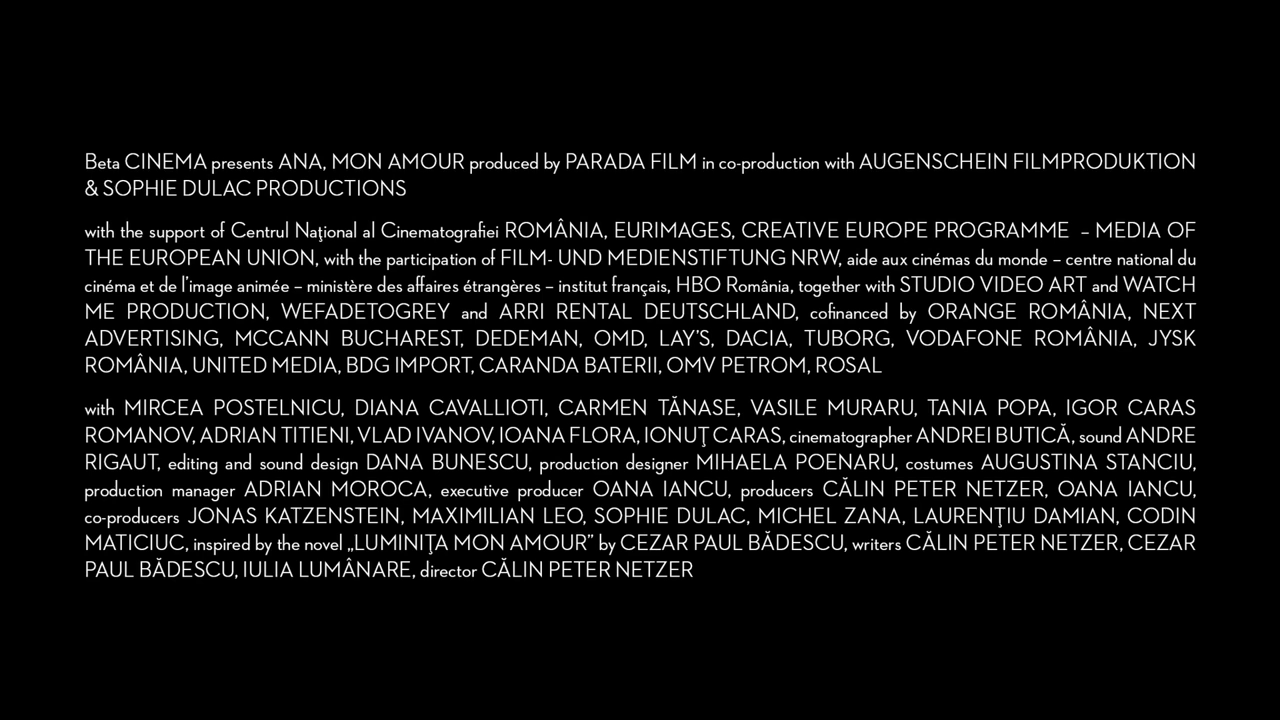 Beta CINEMA presents ANA, MON AMOUR produced by PARADA FILM in co-production with AUGENSCHEIN FILMPRODUKTION
& SOPHIE DULAC PRODUCTIONS
with the support of Centrul Naţional al Cinematografiei ROMÂNIA, EURIMAGES, CREATIVE EUROPE PROGRAMME – MEDIA OF
THE EUROPEAN UNION, with the participation of FILM- UND MEDIENSTIFTUNG NRW, aide aux cinémas du monde – centre national du
cinéma et de l'image animée – ministère des affaires étrangères – institut français, HBO România, together with STUDIO VIDEO ART and WATCH
ME PRODUCTION, WEFADETOGREY and ARRI RENTAL DEUTSCHLAND, cofinanced by ORANGE ROMÂNIA, NEXT
ADVERTISING, MCCANN BUCHAREST, DEDEMAN, OMD, LAY'S, DACIA, TUBORG, VODAFONE ROMÂNIA, JYSK
ROMÂNIA, UNITED MEDIA, BDG IMPORT, CARANDA BATERII, OMV PETROM, ROSAL
with MIRCEA POSTELNICU, DIANA CAVALLIOTI, CARMEN TĂNASE, VASILE MURARU, TANIA POPA, IGOR CARAS
ROMANOV, ADRIAN TITIENI, VLAD IVANOV, IOANA FLORA, IONUŢ CARAS, cinematographer ANDREI BUTICĂ, sound ANDRE
RIGAUT, editing and sound design DANA BUNESCU, production designer MIHAELA POENARU, costumes AUGUSTINA STANCIU,
production manager ADRIAN MOROCA, executive producer OANA IANCU, producers CĂLIN PETER NETZER, OANA IANCU,
co-producers JONAS KATZENSTEIN, MAXIMILIAN LEO, SOPHIE DULAC, MICHEL ZANA, LAURENŢIU DAMIAN, CODIN
MATICIUC, inspired by the novel „LUMINIŢA MON AMOUR” by CEZAR PAUL BĂDESCU, writers CĂLIN PETER NETZER, CEZAR
PAUL BĂDESCU, IULIA LUMÂNARE, director CĂLIN PETER NETZER